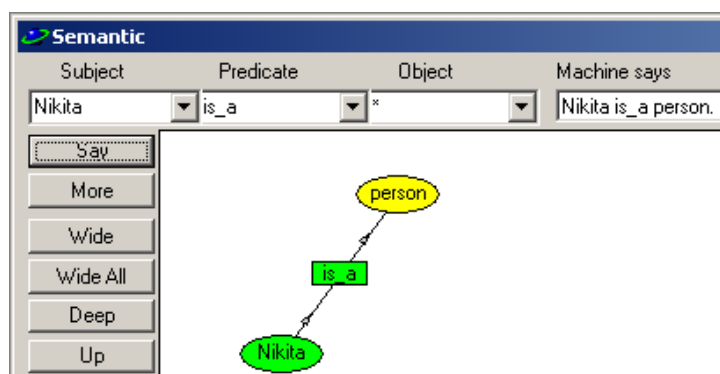 Semantic
Subject Predicate Object Machine says
Nikita is_a * Nikita is_a person.
Say
More
Wide
Wide All
Deep
Up
person
is_a
Nikita